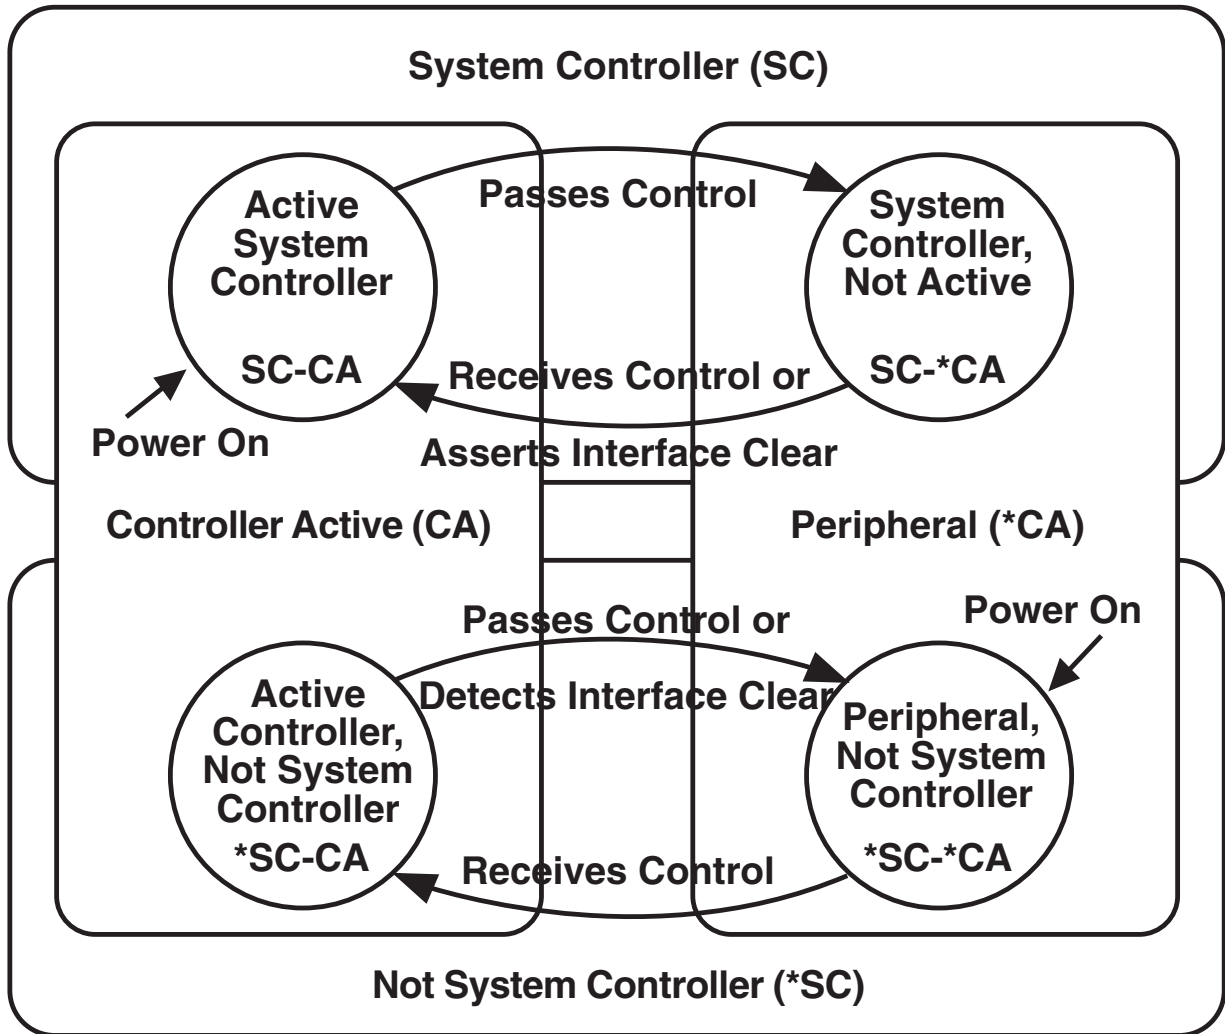 System Controller (SC)
Active
System
Controller
SC-CA
Passes Control
System
Controller,
Not Active
SC-*CA
Receives Control or
Asserts Interface Clear
Power On
Controller Active (CA)
Peripheral (*CA)
Passes Control or
Detects Interface Clear
Power On
Active
Controller,
Not System
Controller
*SC-CA
Peripheral,
Not System
Controller
*SC-*CA
Receives Control
Not System Controller (*SC)